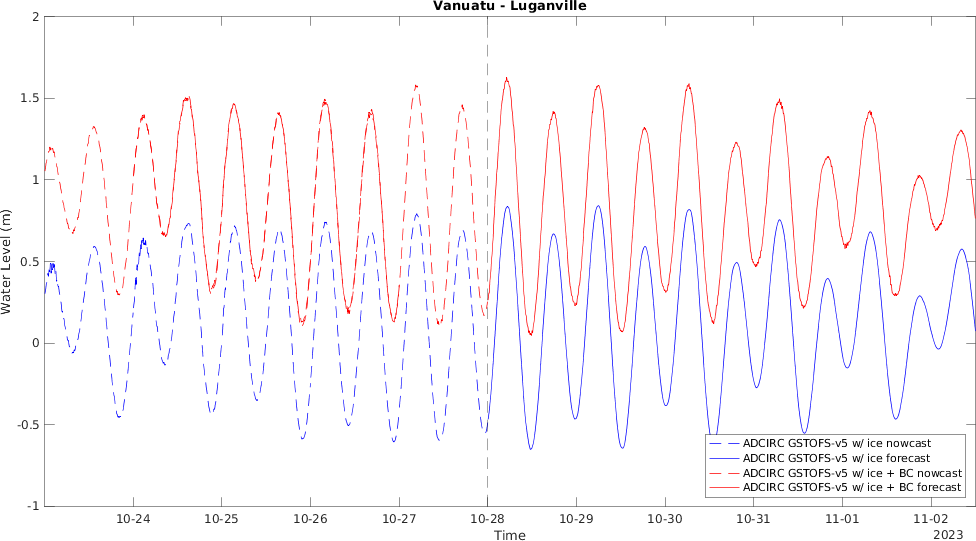 Vanuatu - Luganville
Water Level (m)
2
1.5
1
0.5
0
-0.5
-1
10-24
10-25
10-26
10-27
10-28
10-29
10-30
10-31
11-01
11-02
Time
2023
ADCIRC GSTOFS-v5 w/ ice nowcast
ADCIRC GSTOFS-v5 w/ ice forecast
ADCIRC GSTOFS-v5 w/ ice + BC nowcast
ADCIRC GSTOFS-v5 w/ ice + BC forecast